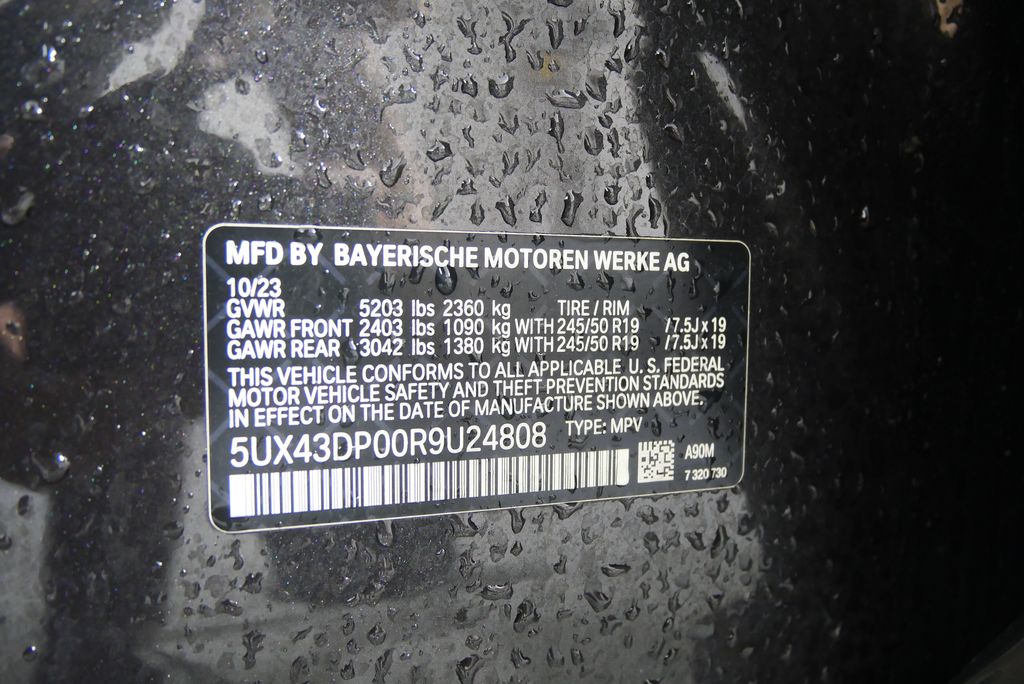 MFD BY BAYERISCHE MOTOREN WERKE AG
10/23
GVWR 5203 lbs 2360 kg TIRE / RIM
GAWR FRONT 2403 lbs 1090 kg WITH 245/50 R19 /7.5J x 19
GAWR REAR 3042 lbs 1380 kg WITH 245/50 R19 /7.5J x 19
THIS VEHICLE CONFORMS TO ALL APPLICABLE U. S. FEDERAL
MOTOR VEHICLE SAFETY AND THEFT PREVENTION STANDARDS
IN EFFECT ON THE DATE OF MANUFACTURE SHOWN ABOVE.
5UX43DP00R9U24808 TYPE: MPV
A90M
7 320 730